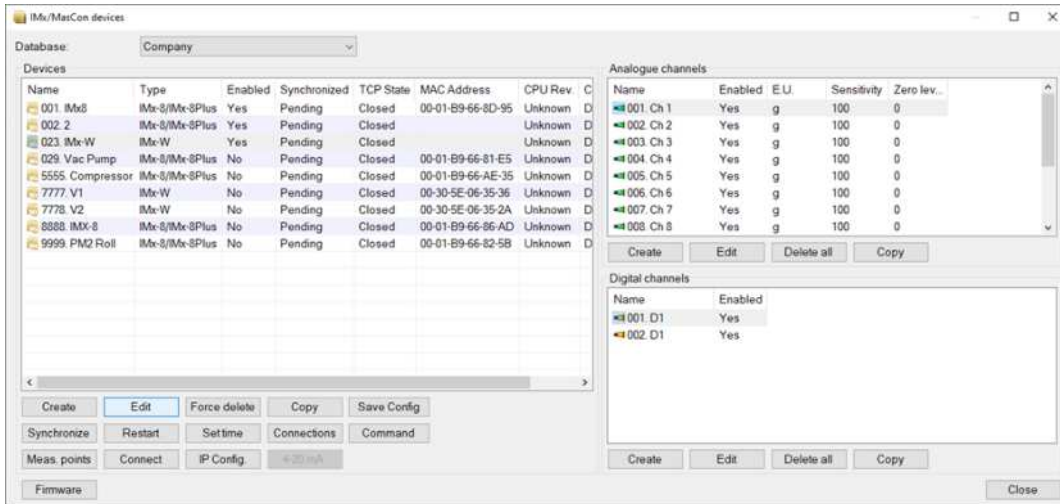 IMx/MasCon devices
Database: Company
Devices
Name Type Enabled Synchronized TCP State MAC Address CPU Rev. C
001. IMx8 IMx-8/IMx-8Plus Yes Pending Closed 00-01-B9-66-8D-95 Unknown D
002. 2 IMx-8/IMx-8Plus Yes Pending Closed Unknown D
023. IMx-W IMx-W Yes Pending Closed Unknown D
029. Vac Pump IMx-8/IMx-8Plus No Pending Closed 00-01-B9-66-81-E5 Unknown D
5555. Compressor IMx-8/IMx-8Plus No Pending Closed 00-01-B9-66-AE-35 Unknown D
7777. V1 IMx-W No Pending Closed 00-30-5E-06-35-36 Unknown D
7778. V2 IMx-W No Pending Closed 00-30-5E-06-35-2A Unknown D
8888. IMX-8 IMx-8/IMx-8Plus No Pending Closed 00-01-B9-66-86-AD Unknown D
9999. PM2 Roll IMx-8/IMx-8Plus No Pending Closed 00-01-B9-66-82-5B Unknown D
Create Edit Force delete Copy Save Config
Synchronize Restart Set time Connections Command
Meas. points Connect IP Config. 4-20 mA
Firmware
Analogue channels
Name Enabled E.U. Sensitivity Zero lev...
001. Ch 1 Yes g 100 0
002. Ch 2 Yes g 100 0
003. Ch 3 Yes g 100 0
004. Ch 4 Yes g 100 0
005. Ch 5 Yes g 100 0
006. Ch 6 Yes g 100 0
007. Ch 7 Yes g 100 0
008. Ch 8 Yes g 100 0
Create Edit Delete all Copy
Digital channels
Name Enabled
001. D1 Yes
002. D1 Yes
Create Edit Delete all Copy
Close